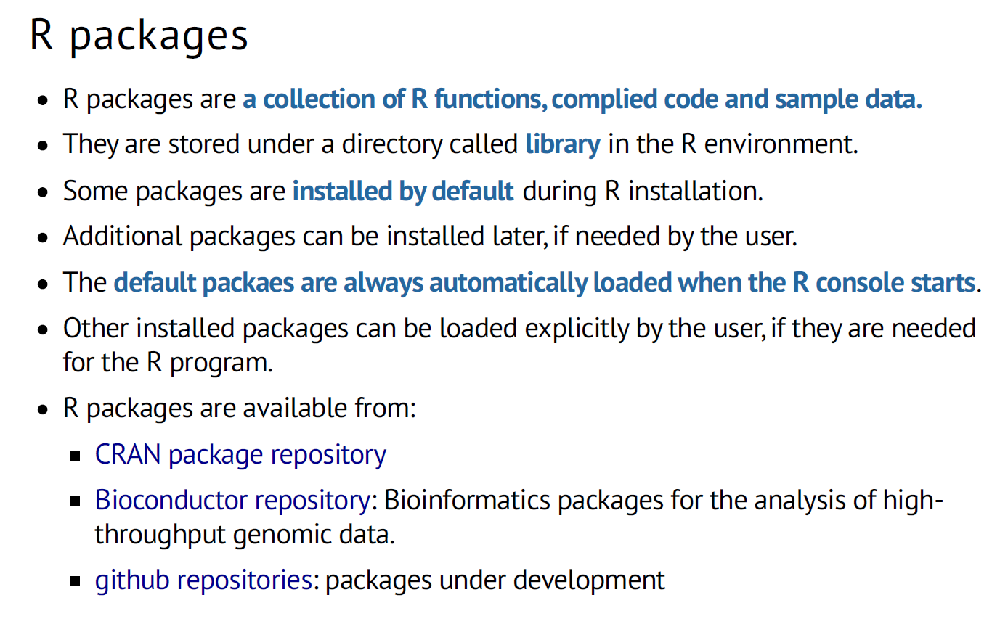 R packages
• R packages are a collection of R functions, complied code and sample data.
• They are stored under a directory called library in the R environment.
• Some packages are installed by default during R installation.
• Additional packages can be installed later, if needed by the user.
• The default packaes are always automatically loaded when the R console starts.
• Other installed packages can be loaded explicitly by the user, if they are needed
for the R program.
• R packages are available from:
▪ CRAN package repository
▪ Bioconductor repository: Bioinformatics packages for the analysis of high-
throughput genomic data.
▪ github repositories: packages under development